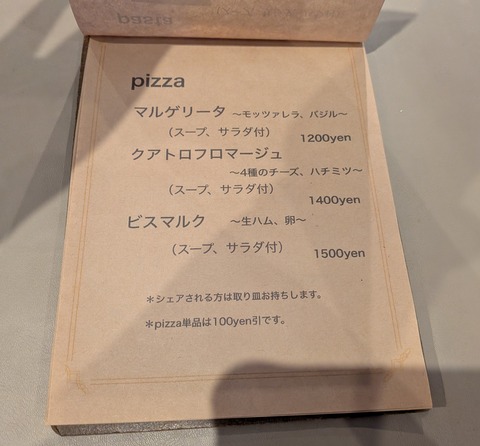 pizza
マルゲリータ ～モッツァレラ、バジル～
（スープ、サラダ付） 1200yen
クアトロフロマージュ
～4種のチーズ、ハチミツ～
（スープ、サラダ付） 1400yen
ビスマルク ～生ハム、卵～
（スープ、サラダ付） 1500yen
＊シェアされる方は取り皿お持ちします。
＊pizza単品は100yen引です。